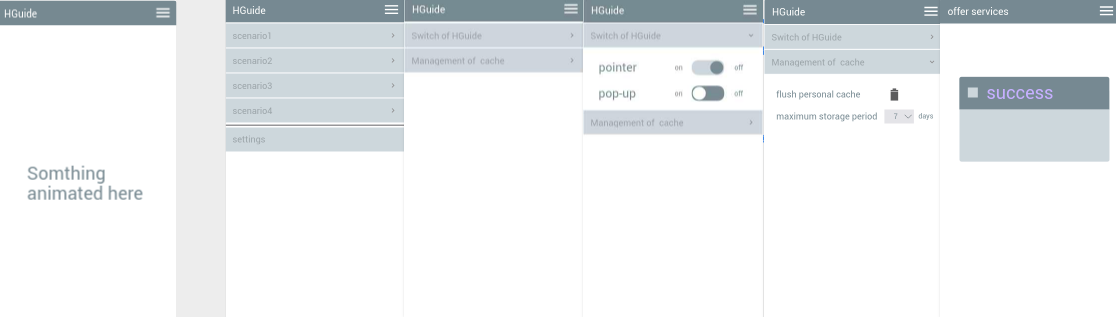 HGuide
Somthing
animated here
HGuide
scenario1
scenario2
scenario3
scenario4
settings
HGuide
Switch of HGuide
Management of cache
HGuide
Switch of HGuide
pointer on off
pop-up on off
Management of cache
HGuide
Switch of HGuide
Management of cache
flush personal cache
maximum storage period 7 days
offer services
success